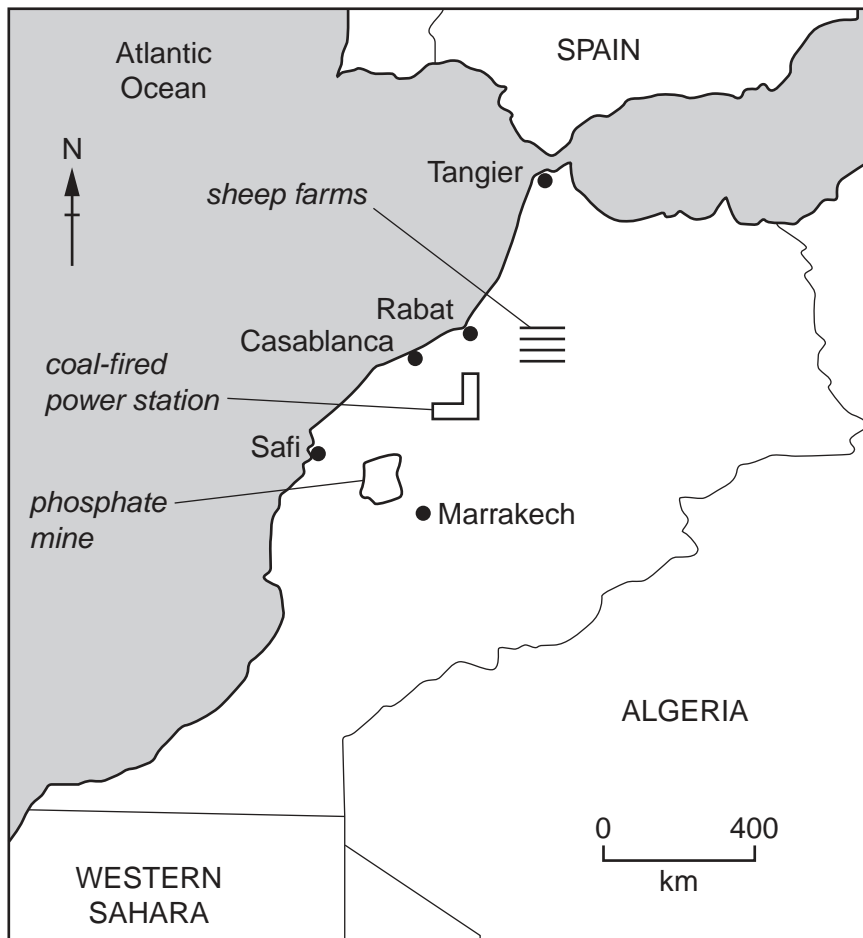 Atlantic
Ocean
SPAIN
N
Tangier
sheep farms
Rabat
Casablanca
coal-fired
power station
Safi
phosphate
mine
Marrakech
ALGERIA
0 400
km
WESTERN
SAHARA